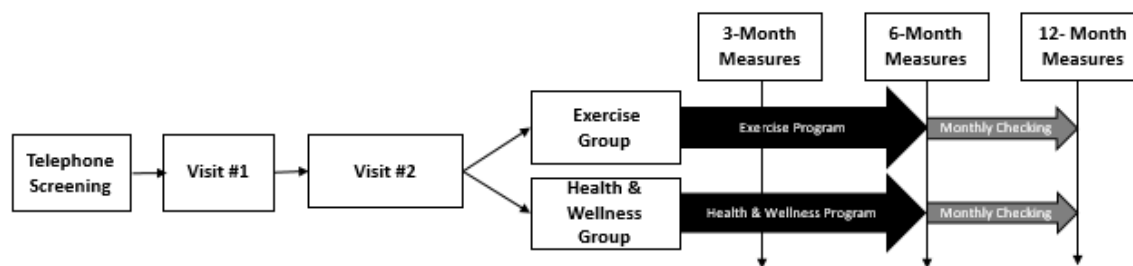 3-Month
Measures
6-Month
Measures
12- Month
Measures
Telephone
Screening
Visit #1
Visit #2
Exercise
Group
Exercise Program
Monthly Checking
Health &
Wellness
Group
Health & Wellness Program
Monthly Checking